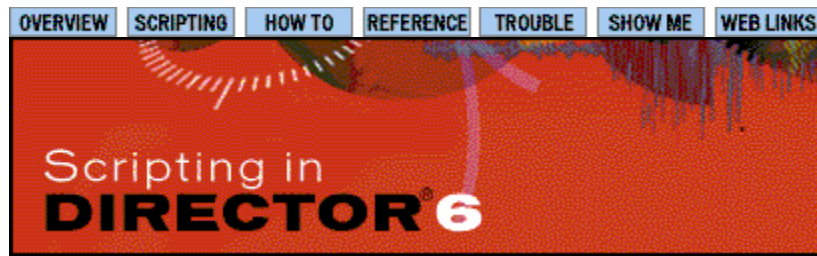 OVERVIEW SCRIPTING HOW TO REFERENCE TROUBLE SHOW ME WEB LINKS
Scripting in
DIRECTOR® 6